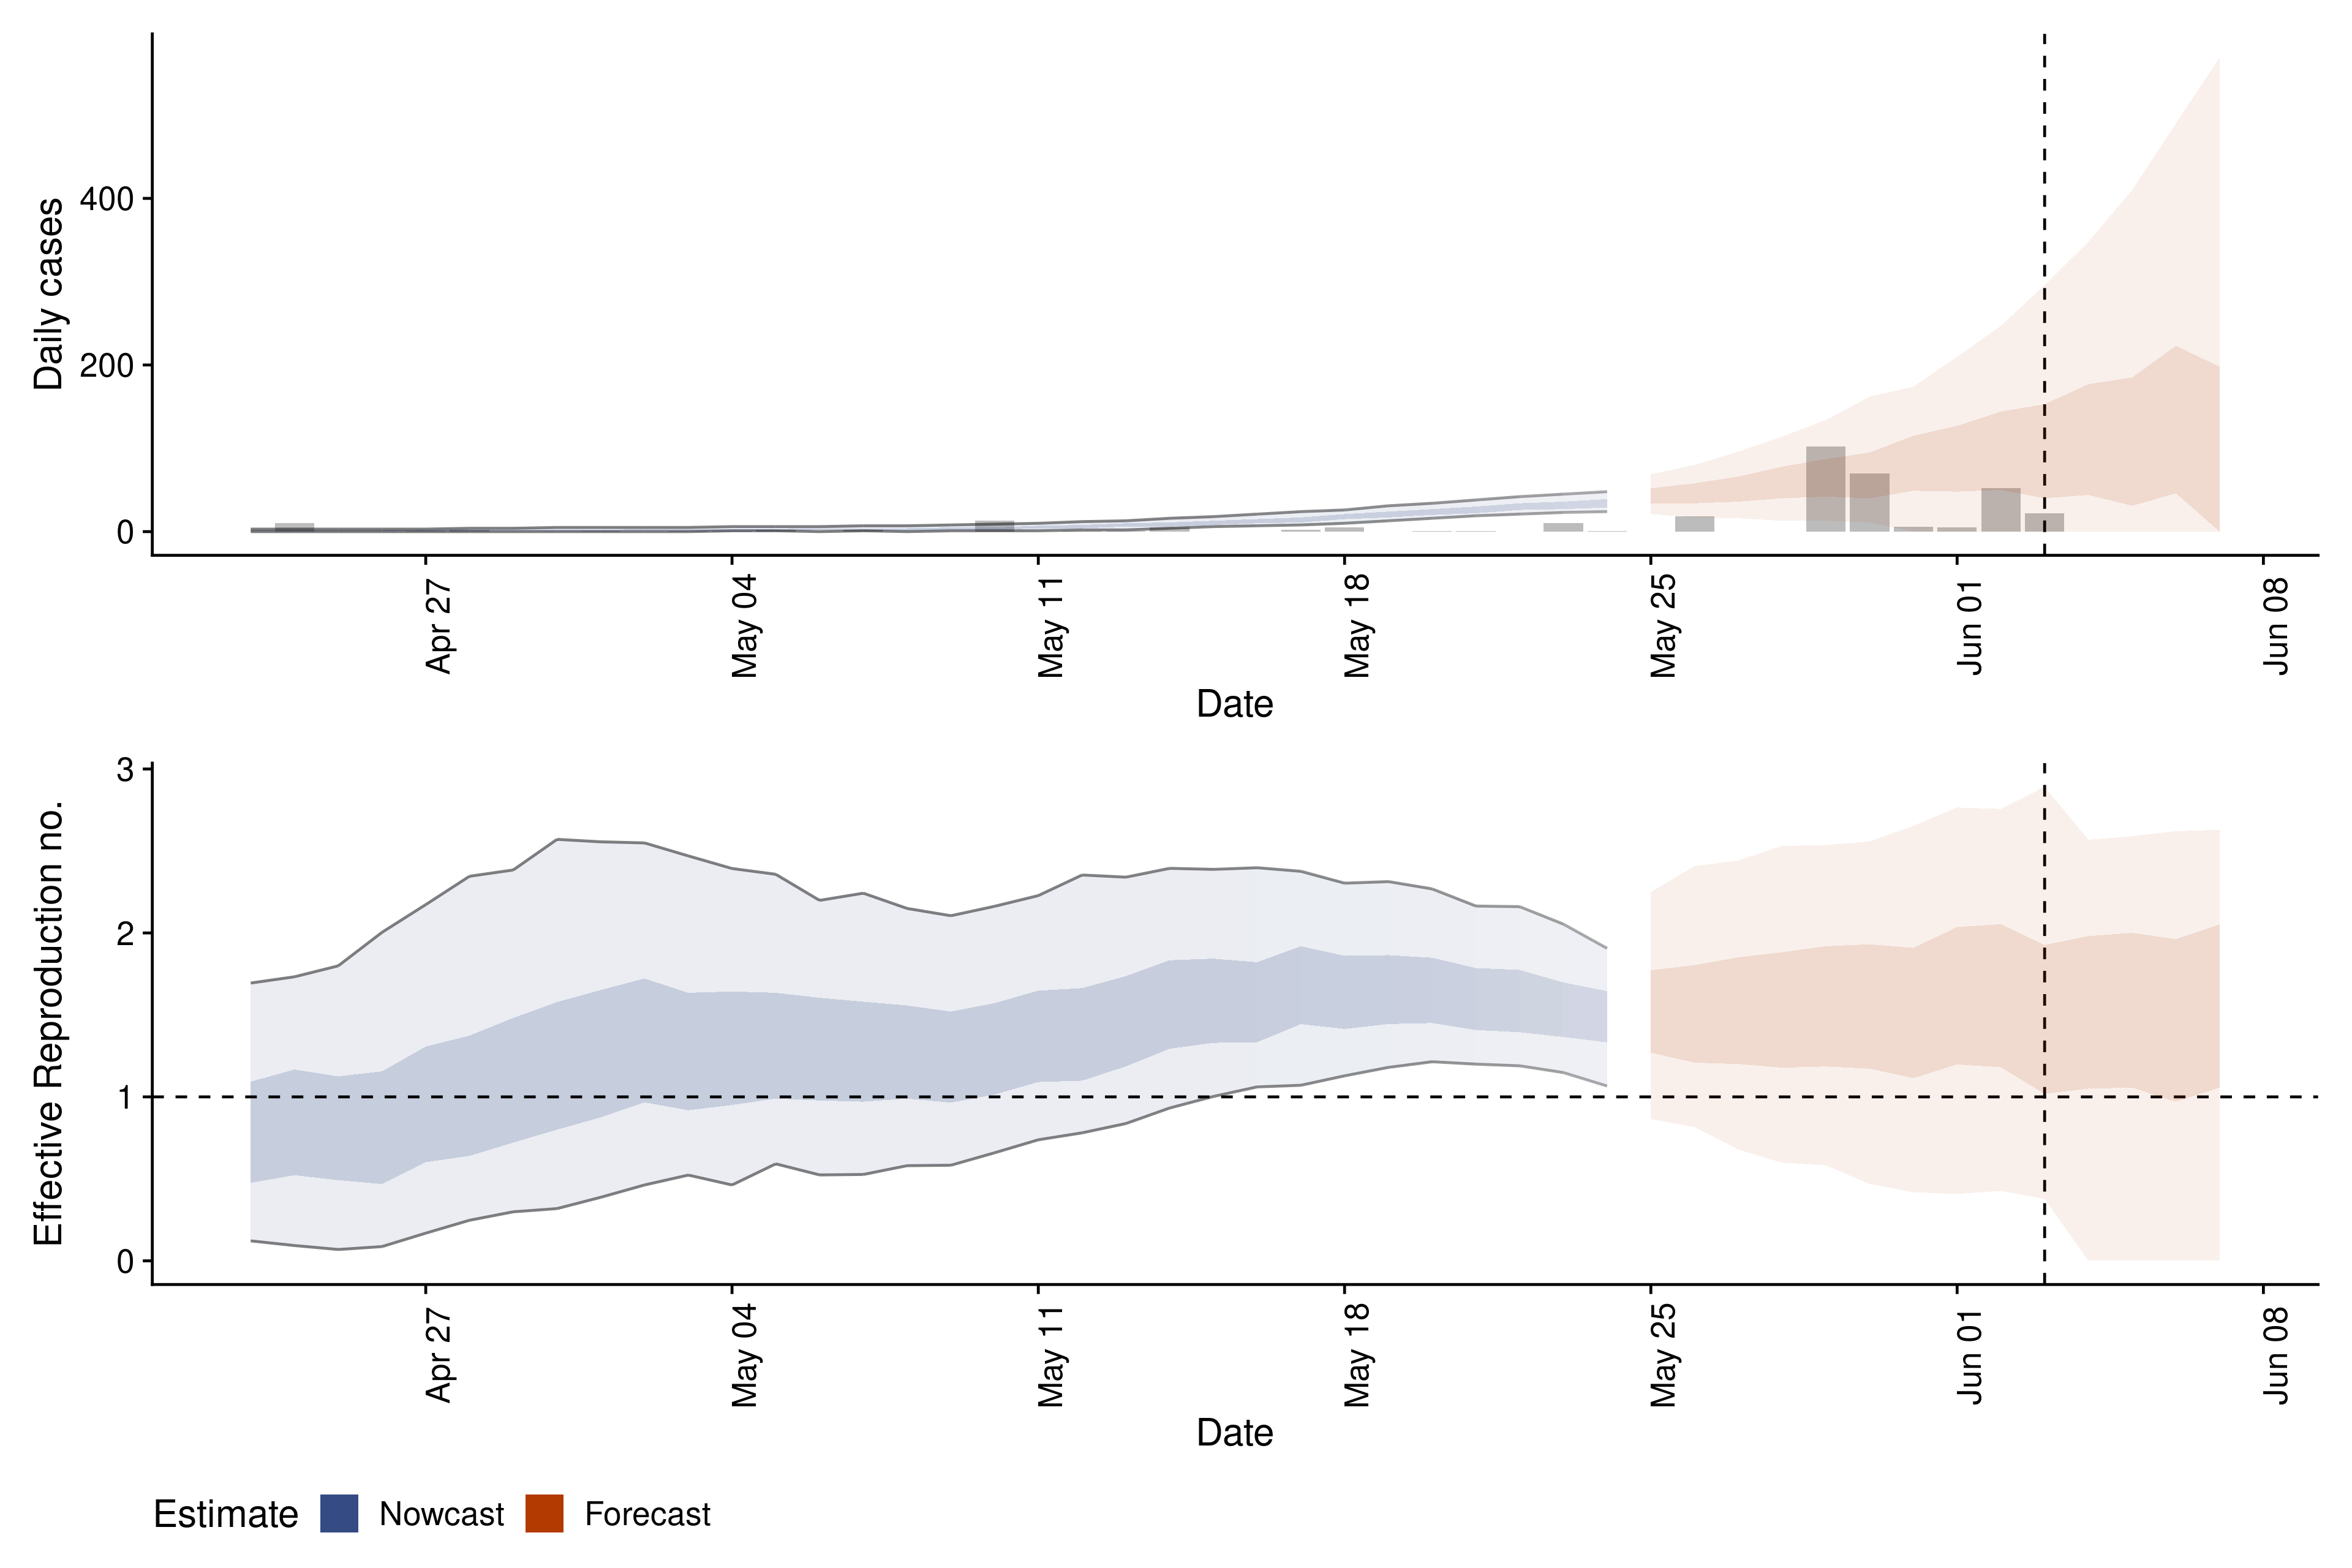 Daily cases
400
200
0
Apr 27
May 04
May 11
May 18
May 25
Jun 01
Jun 08
Date
Effective Reproduction no.
3
2
1
0
Apr 27
May 04
May 11
May 18
May 25
Jun 01
Jun 08
Date
Estimate Nowcast Forecast